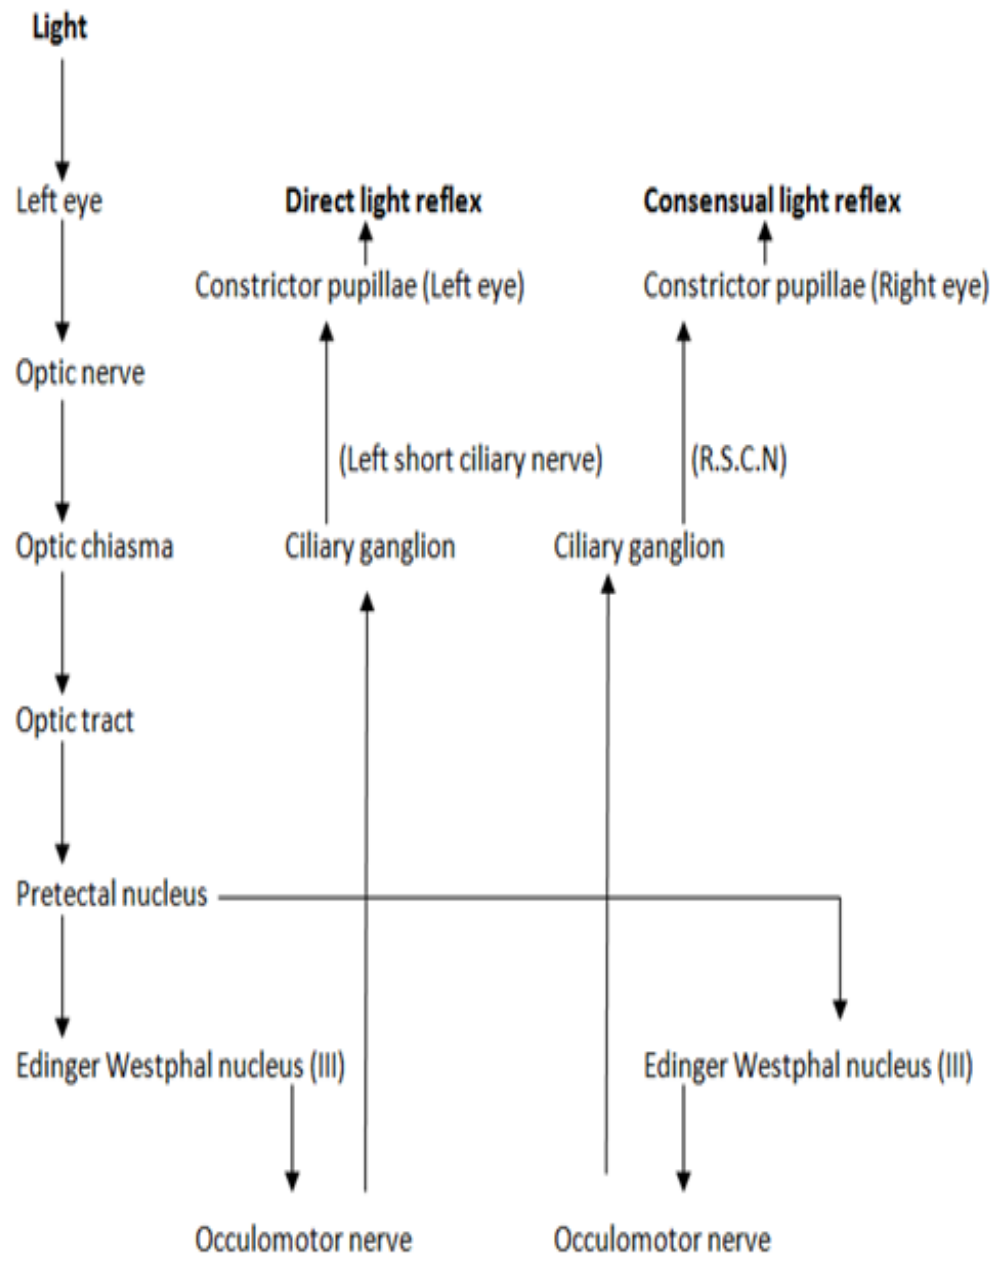 Light
Left eye
Direct light reflex
Consensual light reflex
Constrictor pupillae (Left eye)
Constrictor pupillae (Right eye)
Optic nerve
(Left short ciliary nerve)
(R.S.C.N)
Optic chiasma
Ciliary ganglion
Ciliary ganglion
Optic tract
Pretectal nucleus
Edinger Westphal nucleus (III)
Edinger Westphal nucleus (III)
Occulomotor nerve
Occulomotor nerve